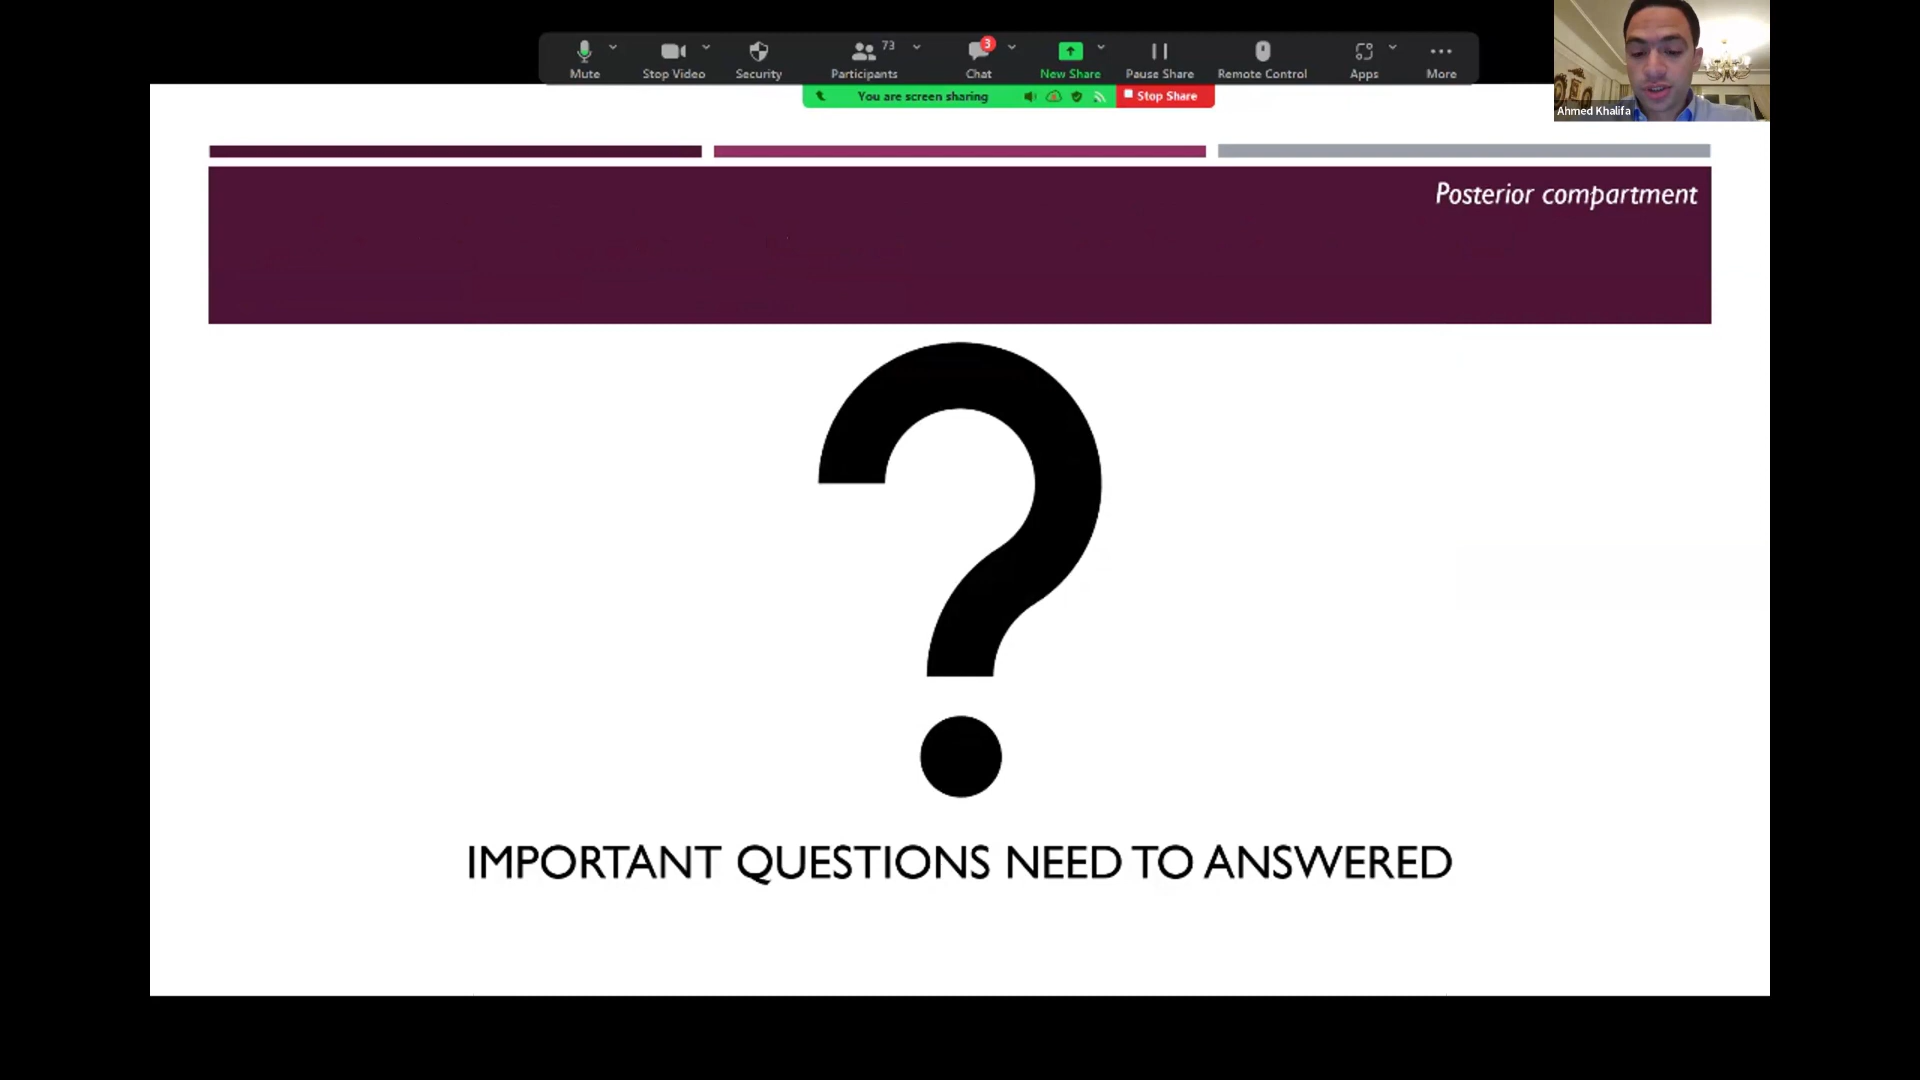 73
3
Mute
Stop Video
Security
Participants
Chat
New Share
Pause Share
Remote Control
Apps
More
You are screen sharing
Stop Share
Ahmed Khalifa
Posterior compartment
?
IMPORTANT QUESTIONS NEED TO ANSWERED